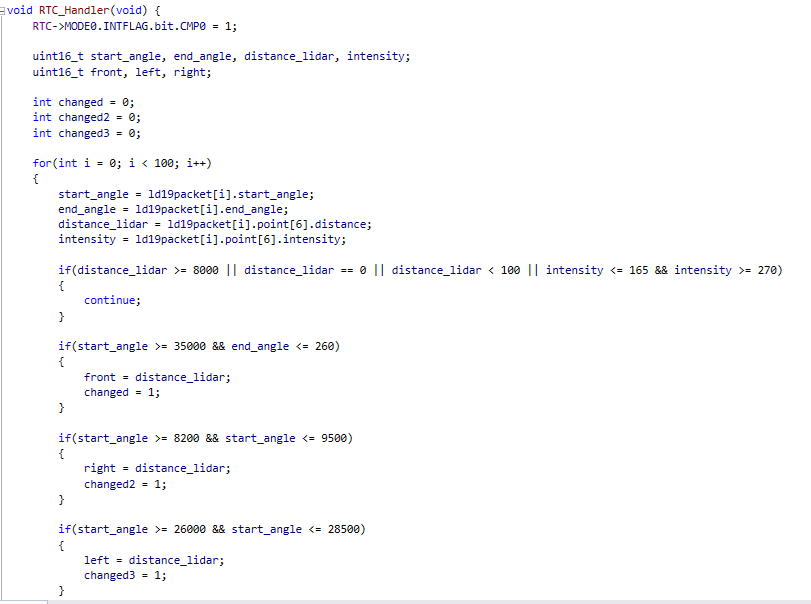 void RTC_Handler(void) {
RTC->MODE0.INTFLAG.bit.CMP0 = 1;
uint16_t start_angle, end_angle, distance_lidar, intensity;
uint16_t front, left, right;
int changed = 0;
int changed2 = 0;
int changed3 = 0;
for(int i = 0; i < 100; i++)
{
start_angle = ld19packet[i].start_angle;
end_angle = ld19packet[i].end_angle;
distance_lidar = ld19packet[i].point[6].distance;
intensity = ld19packet[i].point[6].intensity;
if(distance_lidar >= 8000 || distance_lidar == 0 || distance_lidar < 100 || intensity <= 165 && intensity >= 270)
{
continue;
}
if(start_angle >= 35000 && end_angle <= 260)
{
front = distance_lidar;
changed = 1;
}
if(start_angle >= 8200 && start_angle <= 9500)
{
right = distance_lidar;
changed2 = 1;
}
if(start_angle >= 26000 && start_angle <= 28500)
{
left = distance_lidar;
changed3 = 1;
}